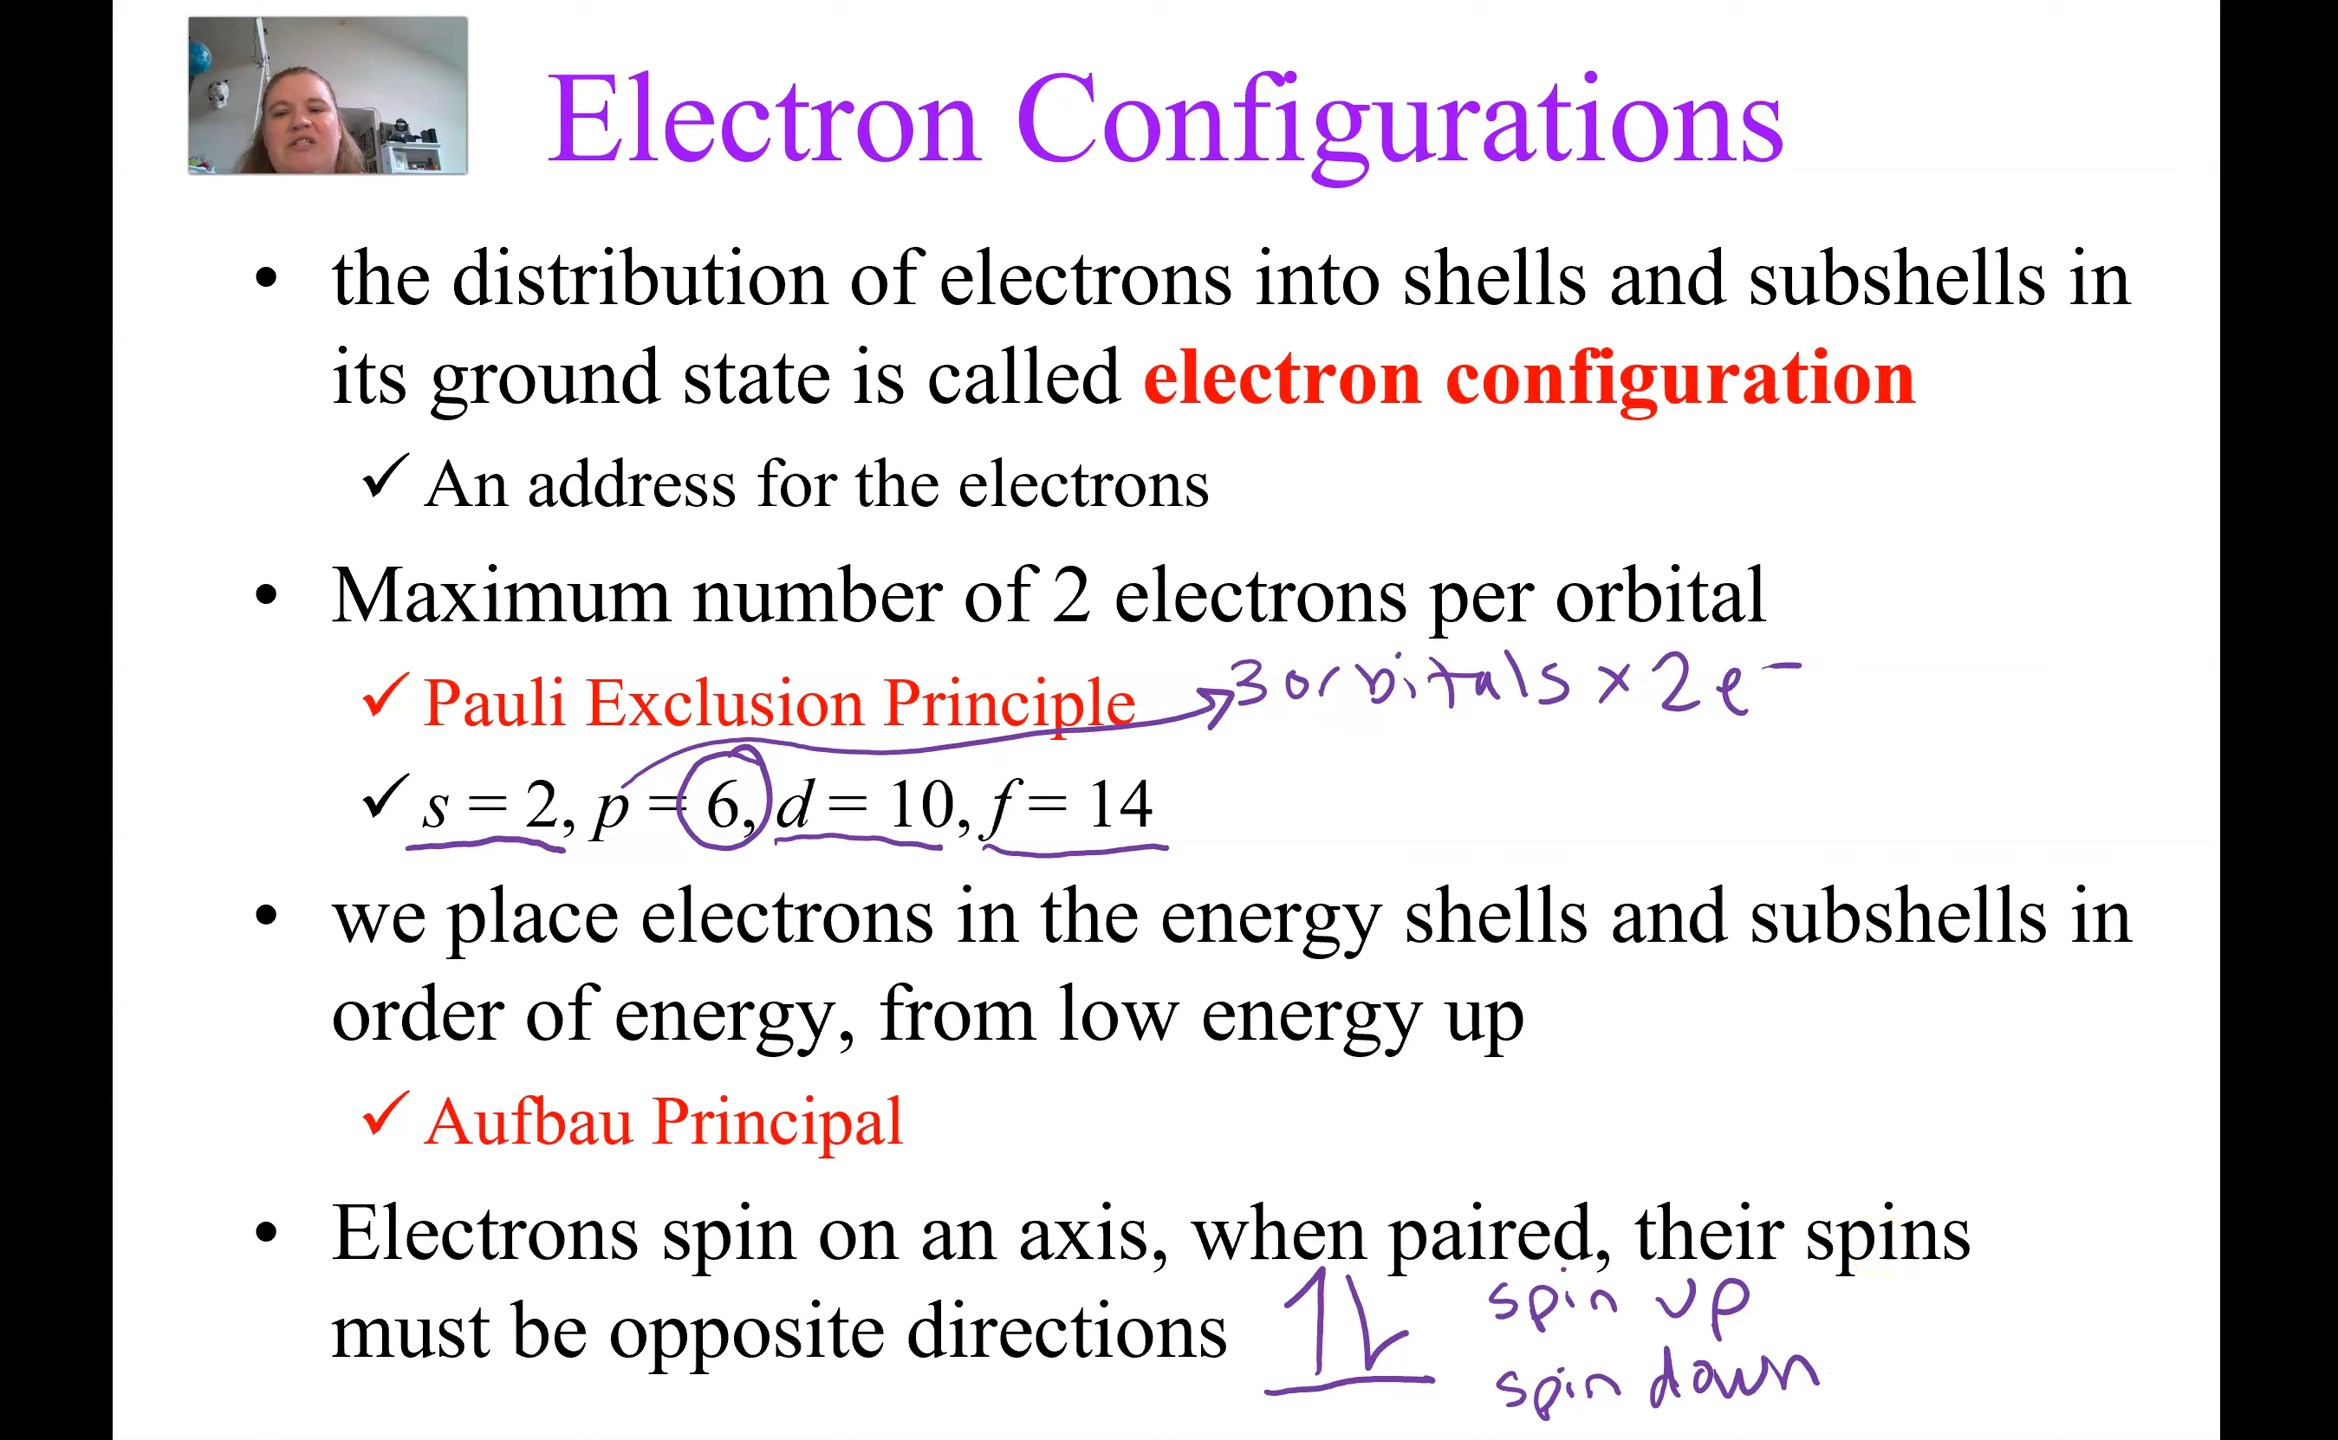 Electron Configurations
• the distribution of electrons into shells and subshells in
its ground state is called electron configuration
✓ An address for the electrons
• Maximum number of 2 electrons per orbital
✓ Pauli Exclusion Principle → 3 orbitals x 2 e⁻
✓ s = 2, p = 6, d = 10, f = 14
• we place electrons in the energy shells and subshells in
order of energy, from low energy up
✓ Aufbau Principal
• Electrons spin on an axis, when paired, their spins
must be opposite directions
spin up
spin down